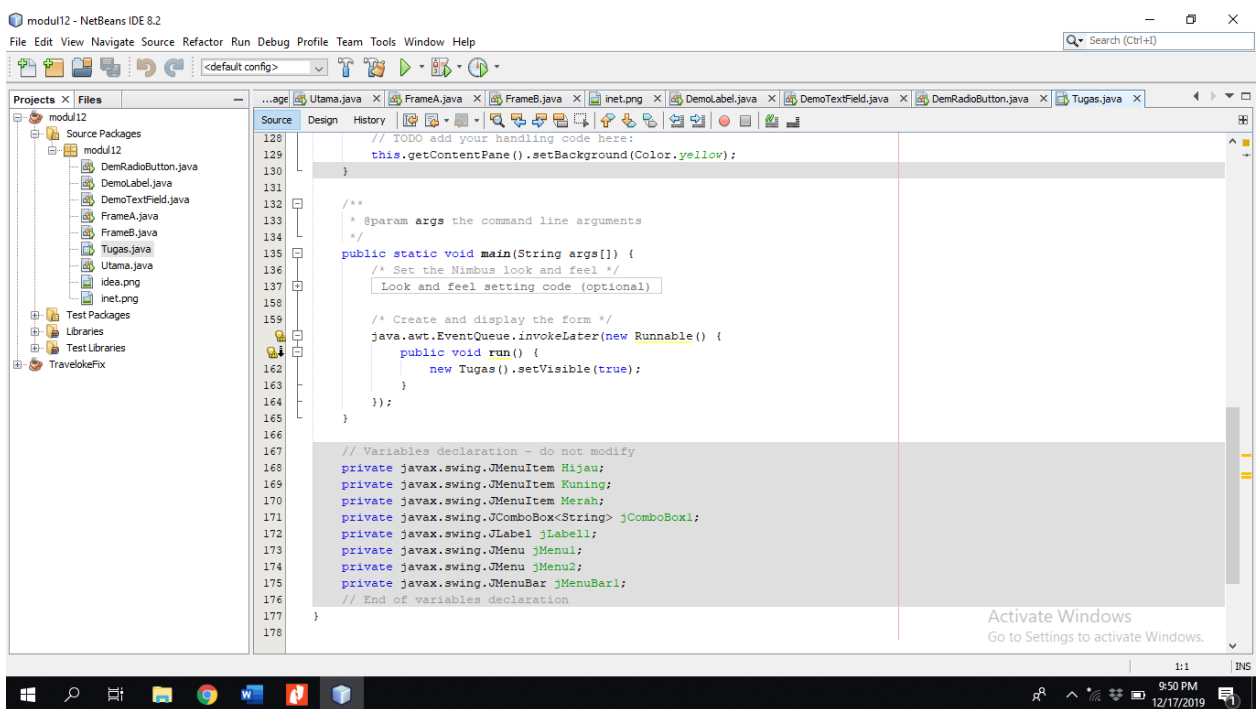 modul12 - NetBeans IDE 8.2
File Edit View Navigate Source Refactor Run Debug Profile Team Tools Window Help
Search (Ctrl+I)
<default config>
Projects Files
...age Utama.java FrameA.java FrameB.java inet.png DemoLabel.java DemoTextField.java DemRadioButton.java Tugas.java
Source Design History
modul12
Source Packages
modul12
DemRadioButton.java
DemoLabel.java
DemoTextField.java
FrameA.java
FrameB.java
Tugas.java
Utama.java
idea.png
inet.png
Test Packages
Libraries
Test Libraries
TravelokeFix
128 // TODO add your handling code here:
129 this.getContentPane().setBackground(Color.yellow);
130 }
131
132 /**
133 * @param args the command line arguments
134 */
135 public static void main(String args[]) {
136 /* Set the Nimbus look and feel */
137 Look and feel setting code (optional)
158
159 /* Create and display the form */
java.awt.EventQueue.invokeLater(new Runnable() {
public void run() {
162 new Tugas().setVisible(true);
163 }
164 });
165 }
166
167 // Variables declaration - do not modify
168 private javax.swing.JMenuItem Hijau;
169 private javax.swing.JMenuItem Kuning;
170 private javax.swing.JMenuItem Merah;
171 private javax.swing.JComboBox<String> jComboBox1;
172 private javax.swing.JLabel jLabel1;
173 private javax.swing.JMenu jMenu1;
174 private javax.swing.JMenu jMenu2;
175 private javax.swing.JMenuBar jMenuBar1;
176 // End of variables declaration
177 }
178
Activate Windows
Go to Settings to activate Windows.
1:1 INS
9:50 PM
12/17/2019